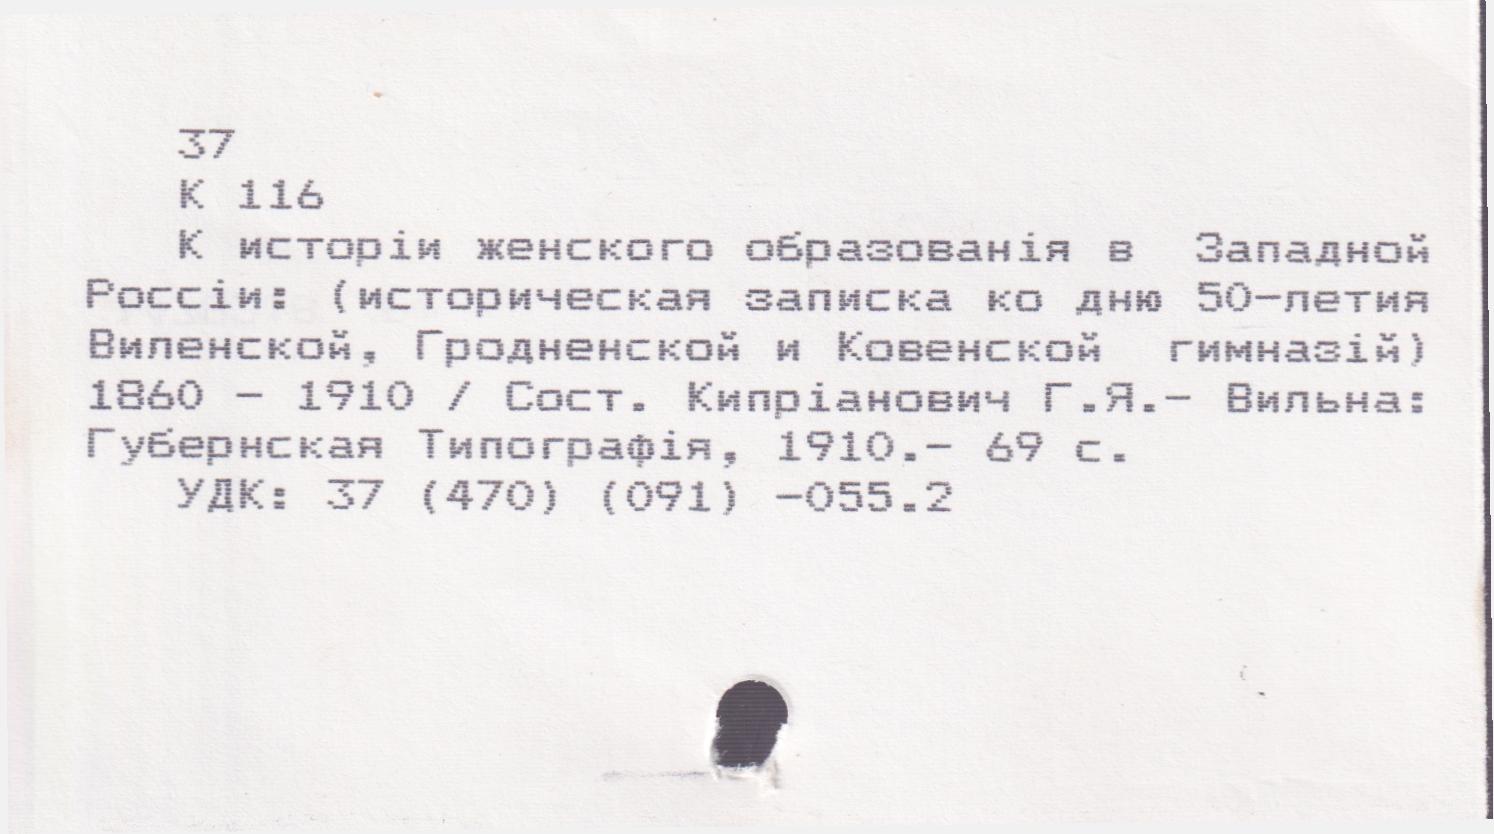 37
К 116
К исторіи женского образованія в Западной
Россіи: (историческая записка ко дню 50-летия
Виленской, Гродненской и Ковенской гимназій)
1860 - 1910 / Сост. Кипріанович Г.Я.- Вильна:
Губернская Типографія, 1910.- 69 с.
УДК: 37 (470) (091) -055.2